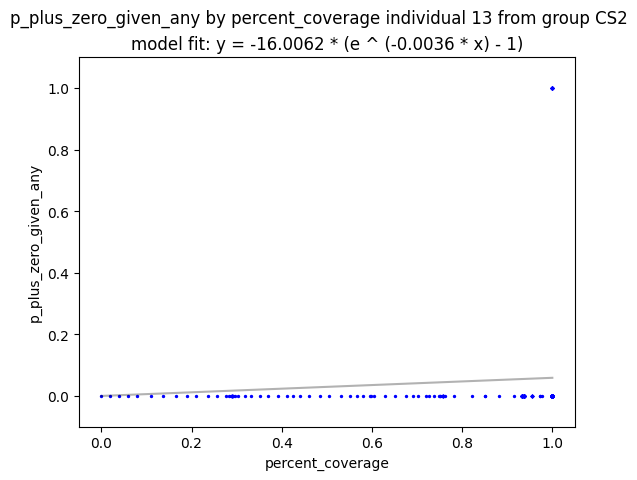 p_plus_zero_given_any by percent_coverage individual 13 from group CS2
model fit: y = -16.0062 * (e ^ (-0.0036 * x) - 1)
1.0
0.8
0.6
0.4
0.2
0.0
p_plus_zero_given_any
0.0 0.2 0.4 0.6 0.8 1.0
percent_coverage